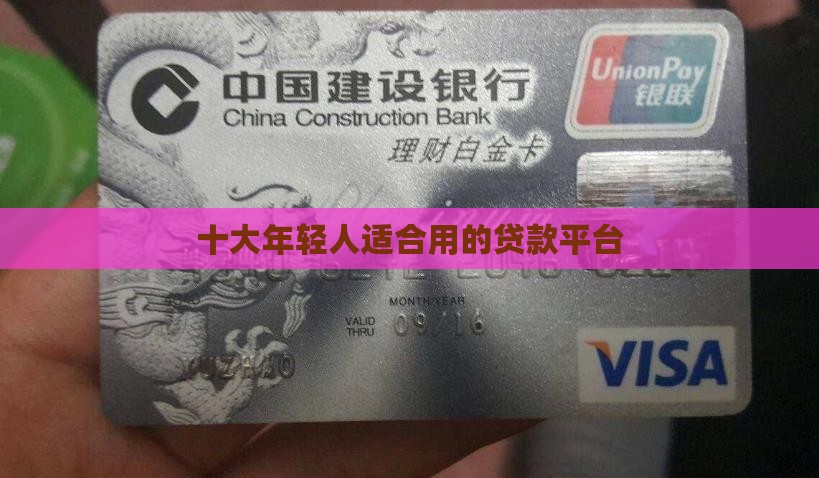 中国建设银行
China Construction Bank
UnionPay
银联
理财白金卡
十大年轻人适合用的贷款平台
MONTH/YEAR
VALID
THRU
09/16
VISA